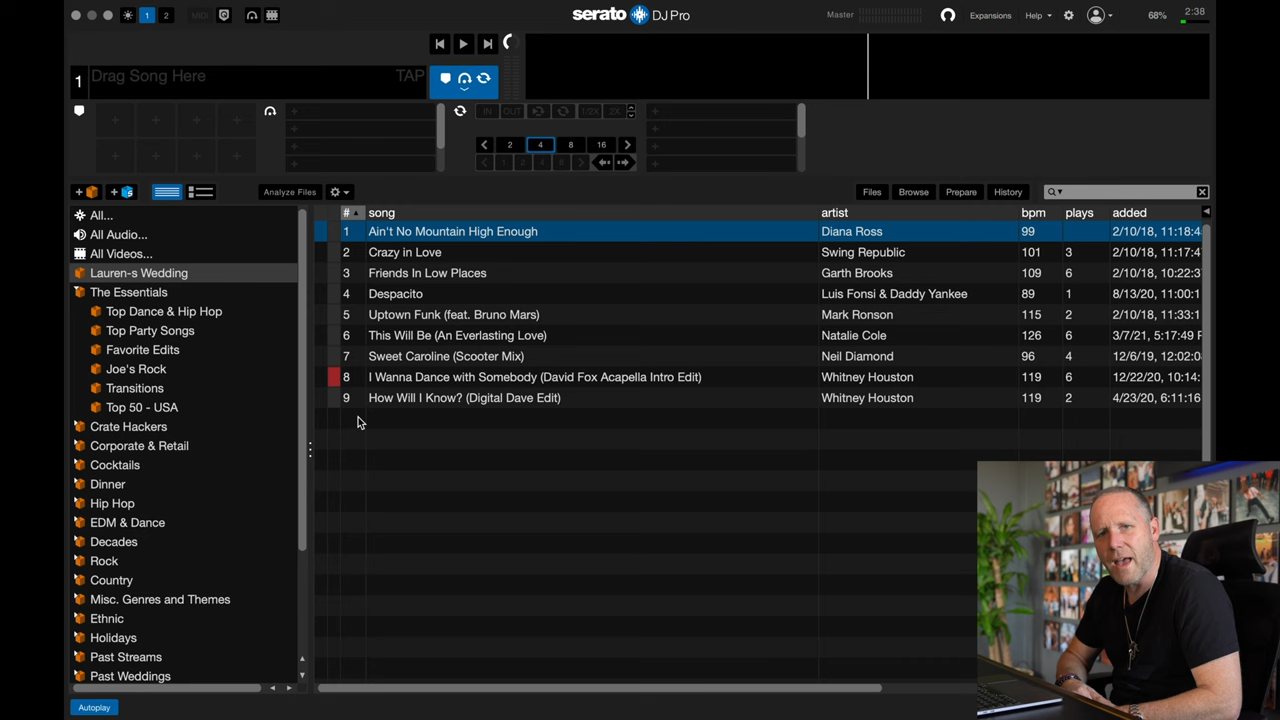 1 2 MIDI serato DJ Pro Master Expansions Help 68% 2:38
1 Drag Song Here TAP
IN OUT 1/2X 2X
2 4 8 16
1 2 4 8
Analyze Files Files Browse Prepare History
All...
All Audio...
All Videos...
Lauren-s Wedding
The Essentials
Top Dance & Hip Hop
Top Party Songs
Favorite Edits
Joe's Rock
Transitions
Top 50 - USA
Crate Hackers
Corporate & Retail
Cocktails
Dinner
Hip Hop
EDM & Dance
Decades
Rock
Country
Misc. Genres and Themes
Ethnic
Holidays
Past Streams
Past Weddings
Autoplay
# song artist bpm plays added
1 Ain't No Mountain High Enough Diana Ross 99 2/10/18, 11:18:4
2 Crazy in Love Swing Republic 101 3 2/10/18, 11:17:4
3 Friends In Low Places Garth Brooks 109 6 2/10/18, 10:22:3
4 Despacito Luis Fonsi & Daddy Yankee 89 1 8/13/20, 11:00:1
5 Uptown Funk (feat. Bruno Mars) Mark Ronson 115 2 2/10/18, 11:33:1
6 This Will Be (An Everlasting Love) Natalie Cole 126 6 3/7/21, 5:17:49 P
7 Sweet Caroline (Scooter Mix) Neil Diamond 96 4 12/6/19, 12:02:0
8 I Wanna Dance with Somebody (David Fox Acapella Intro Edit) Whitney Houston 119 6 12/22/20, 10:14:
9 How Will I Know? (Digital Dave Edit) Whitney Houston 119 2 4/23/20, 6:11:16